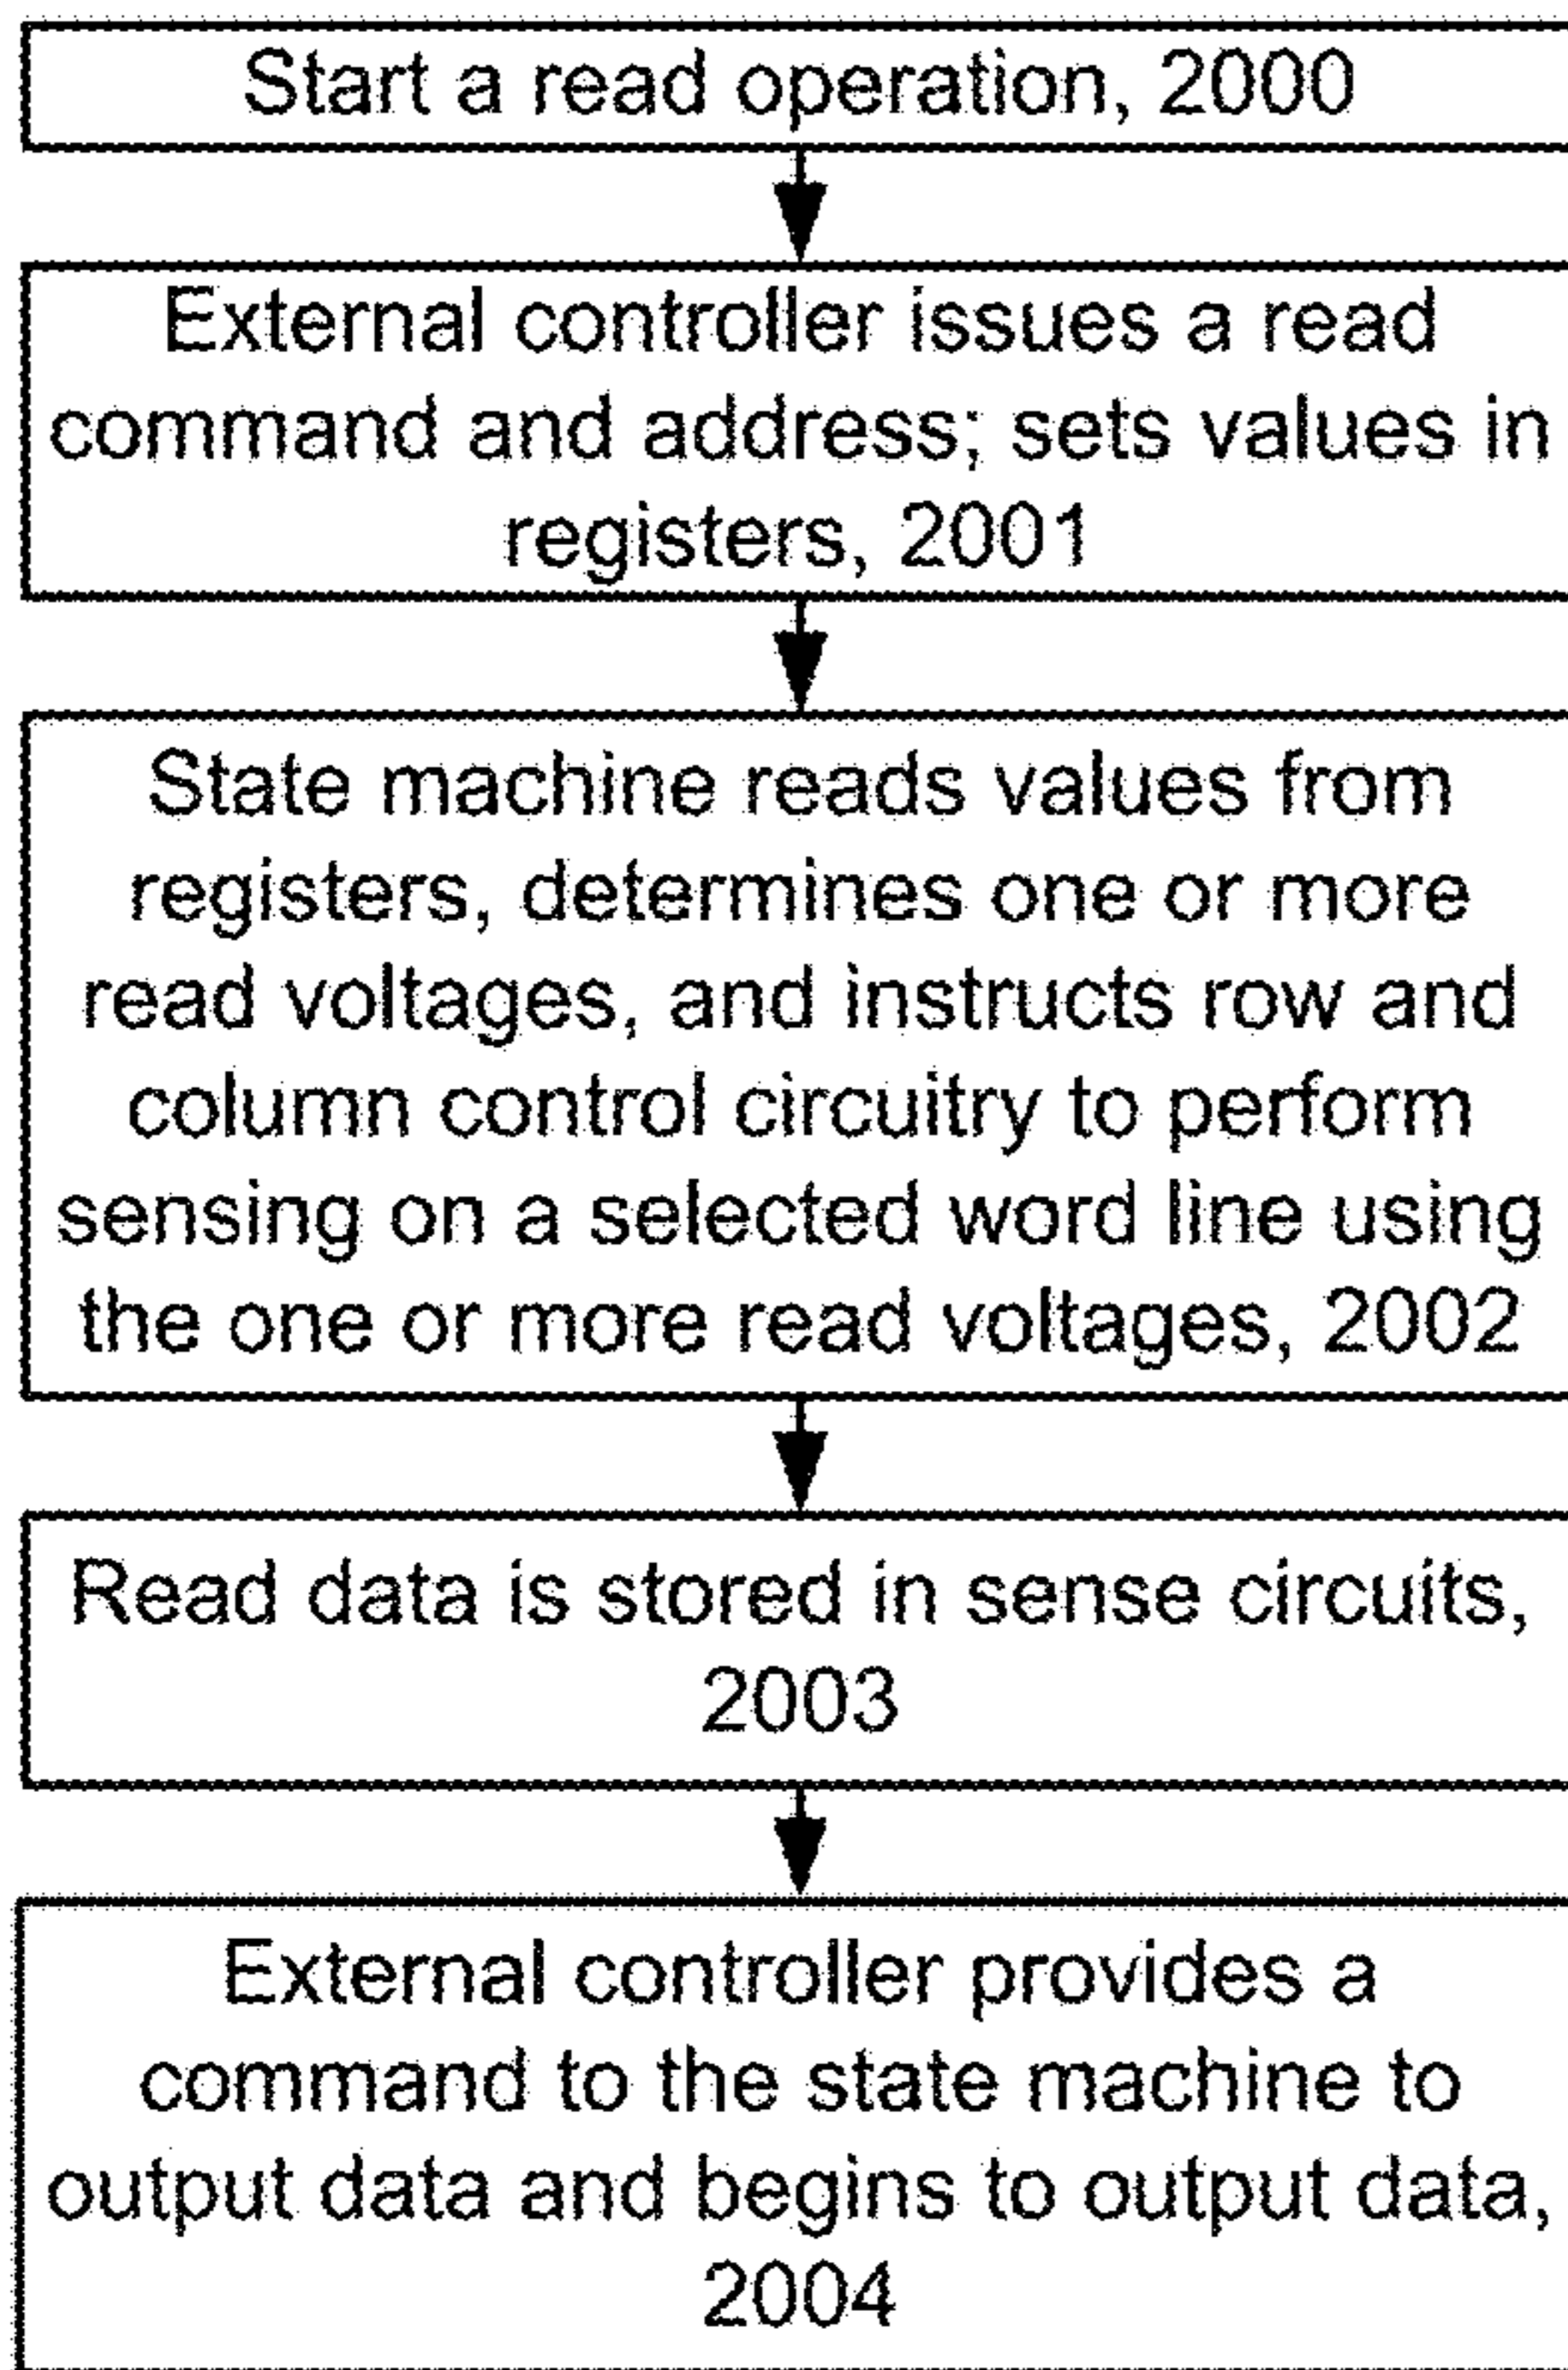 Start a read operation, 2000
External controller issues a read
command and address; sets values in
registers, 2001
State machine reads values from
registers, determines one or more
read voltages, and instructs row and
column control circuitry to perform
sensing on a selected word line using
the one or more read voltages, 2002
Read data is stored in sense circuits,
2003
External controller provides a
command to the state machine to
output data and begins to output data,
2004